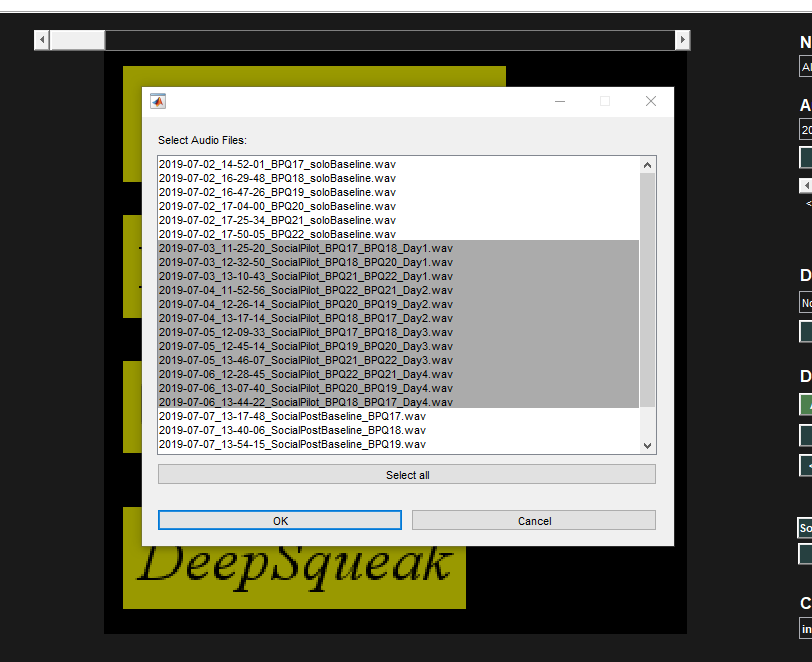 N
Select Audio Files:
2019-07-02_14-52-01_BPQ17_soloBaseline.wav
2019-07-02_16-29-48_BPQ18_soloBaseline.wav
2019-07-02_16-47-26_BPQ19_soloBaseline.wav
2019-07-02_17-04-00_BPQ20_soloBaseline.wav
2019-07-02_17-25-34_BPQ21_soloBaseline.wav
2019-07-02_17-50-05_BPQ22_soloBaseline.wav
2019-07-03_11-25-20_SocialPilot_BPQ17_BPQ18_Day1.wav
2019-07-03_12-32-50_SocialPilot_BPQ18_BPQ20_Day1.wav
2019-07-03_13-10-43_SocialPilot_BPQ21_BPQ22_Day1.wav
2019-07-04_11-52-56_SocialPilot_BPQ22_BPQ21_Day2.wav
2019-07-04_12-26-14_SocialPilot_BPQ20_BPQ19_Day2.wav
2019-07-04_13-17-14_SocialPilot_BPQ18_BPQ17_Day2.wav
2019-07-05_12-09-33_SocialPilot_BPQ17_BPQ18_Day3.wav
2019-07-05_12-45-14_SocialPilot_BPQ19_BPQ20_Day3.wav
2019-07-05_13-46-07_SocialPilot_BPQ21_BPQ22_Day3.wav
2019-07-06_12-28-45_SocialPilot_BPQ22_BPQ21_Day4.wav
2019-07-06_13-07-40_SocialPilot_BPQ20_BPQ19_Day4.wav
2019-07-06_13-44-22_SocialPilot_BPQ18_BPQ17_Day4.wav
2019-07-07_13-17-48_SocialPostBaseline_BPQ17.wav
2019-07-07_13-40-06_SocialPostBaseline_BPQ18.wav
2019-07-07_13-54-15_SocialPostBaseline_BPQ19.wav
Select all
OK
Cancel
DeepSqueak
A
20
<
D
No
D
So
C
in